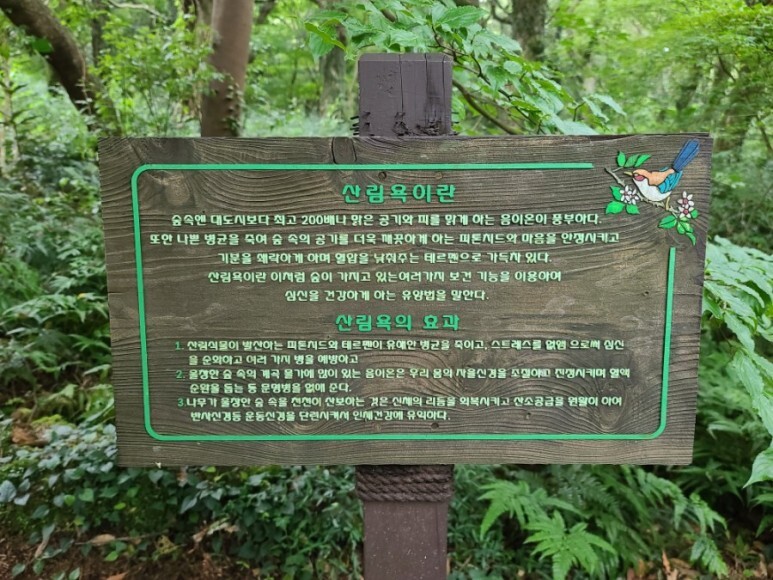 산림욕이란
숲속엔 대도시보다 최고 200배나 맑은 공기와 피를 맑게 하는 음이온이 풍부하다.
또한 나쁜 병균을 죽여 숲 속의 공기를 더욱 깨끗하게 하는 피톤치드와 마음을 안정시키고
기분을 쾌락하게 하며 혈압을 낮춰주는 테르펜으로 가득차 있다.
산림욕이란 이처럼 숲이 가지고 있는여러가지 보건 기능을 이용하여
심신을 건강하게 하는 휴양법을 말한다.
산림욕의 효과
1. 산림식물이 발산하는 피톤치드와 테르펜이 유해한 병균을 죽이고, 스트레스를 없앰 으로써 심신
을 순화하고 여러 가지 병을 예방하고
2. 울창한 숲 속의 계곡 물가에 많이 있는 음이온은 우리 몸의 자율신경을 조절하며 진정시키며 혈액
순환을 돕는 등 문명병을 없애 준다.
3.나무가 울창한 숲 속을 천천히 산보하는 것은 신체의 리듬을 회복시키고 산소공급을 원활히 하여
반사신경등 운동신경을 단련시켜서 인체건강에 유익하다.